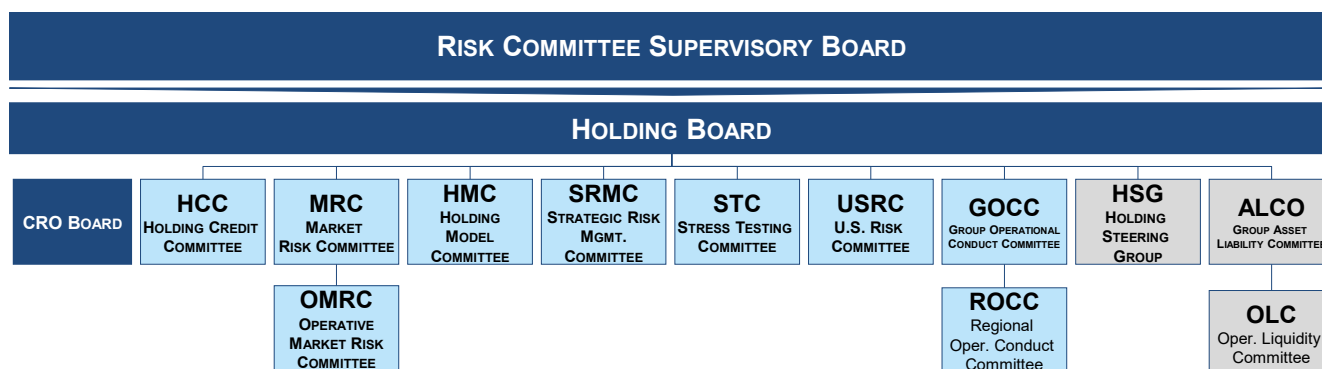 RISK COMMITTEE SUPERVISORY BOARD
HOLDING BOARD
CRO BOARD
HCC
HOLDING CREDIT
COMMITTEE
MRC
MARKET
RISK COMMITTEE
HMC
HOLDING
MODEL
COMMITTEE
SRMC
STRATEGIC RISK
MGMT.
COMMITTEE
STC
STRESS TESTING
COMMITTEE
USRC
U.S. RISK
COMMITTEE
GOCC
GROUP OPERATIONAL
CONDUCT COMMITTEE
HSG
HOLDING
STEERING
GROUP
ALCO
GROUP ASSET
LIABILITY COMMITTEE
OMRC
OPERATIVE
MARKET RISK
COMMITTEE
ROCC
Regional
Oper. Conduct
Committee
OLC
Oper. Liquidity
Committee